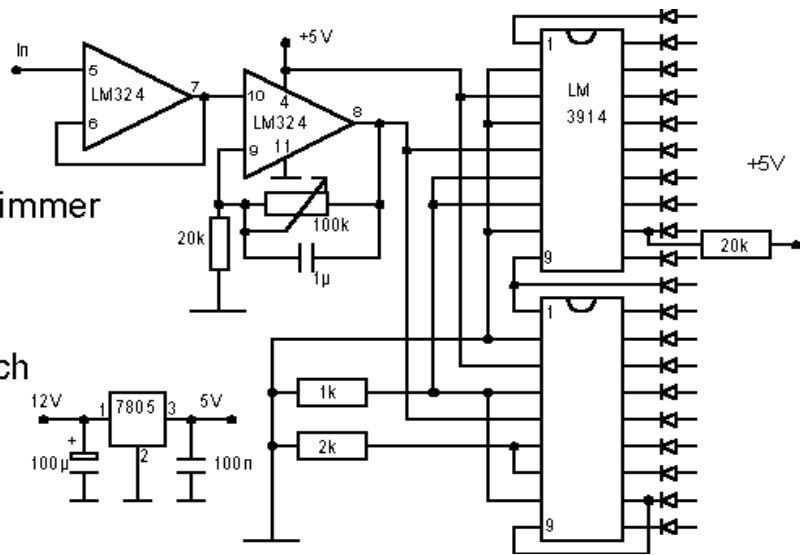 +5V
In
5
7
LM324
6
10
4
LM324
8
9
11
1
LM
3914
+5V
immer
100k
20k
1µ
20k
9
1
ch
1k
12V
1
7805
3
5V
+
100µ
2
100n
2k
9